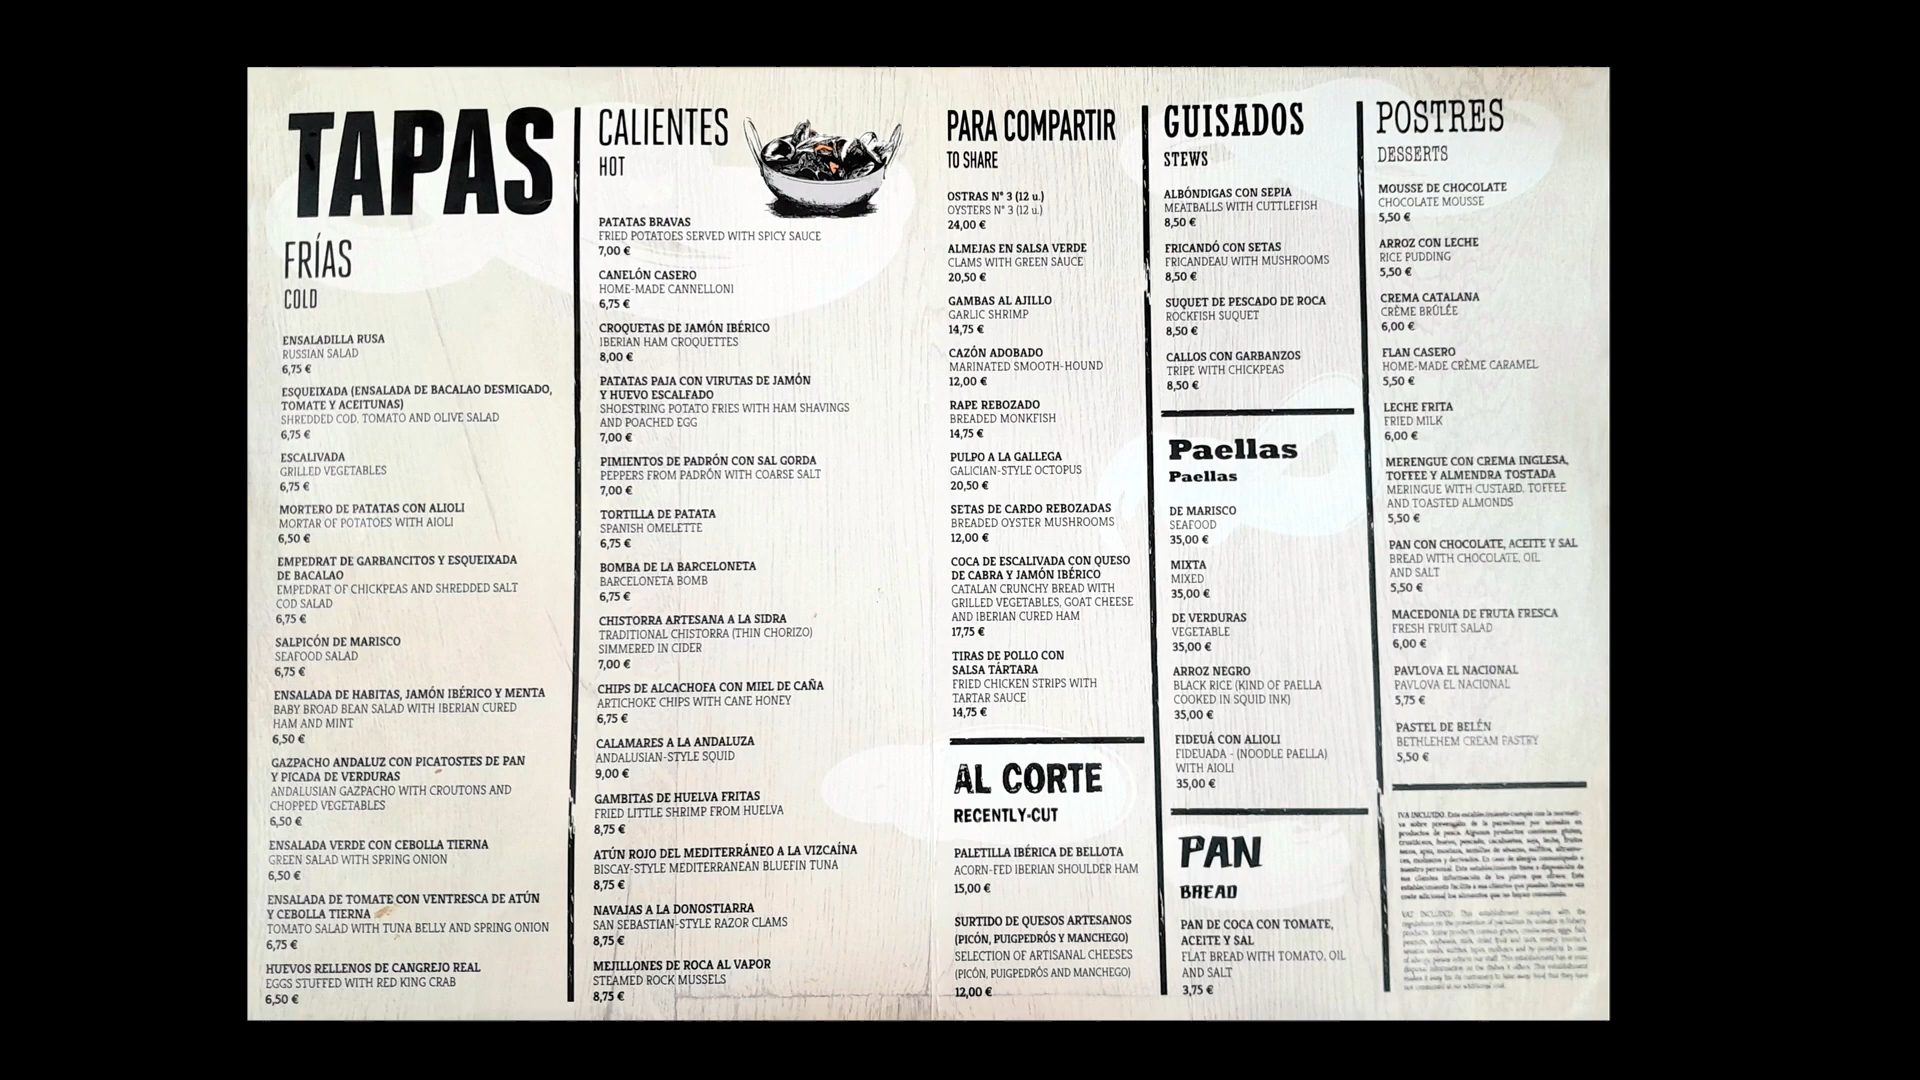 TAPAS
FRÍAS
COLD
ENSALADILLA RUSA
RUSSIAN SALAD
6,75 €
ESQUEIXADA (ENSALADA DE BACALAO DESMIGADO,
TOMATE Y ACEITUNAS)
SHREDDED COD, TOMATO AND OLIVE SALAD
6,75 €
ESCALIVADA
GRILLED VEGETABLES
6,75 €
MORTERO DE PATATAS CON ALIOLI
MORTAR OF POTATOES WITH AIOLI
6,50 €
EMPEDRAT DE GARBANCITOS Y ESQUEIXADA
DE BACALAO
EMPEDRAT OF CHICKPEAS AND SHREDDED SALT
COD SALAD
6,75 €
SALPICÓN DE MARISCO
SEAFOOD SALAD
6,75 €
ENSALADA DE HABITAS, JAMÓN IBÉRICO Y MENTA
BABY BROAD BEAN SALAD WITH IBERIAN CURED
HAM AND MINT
6,50 €
GAZPACHO ANDALUZ CON PICATOSTES DE PAN
Y PICADA DE VERDURAS
ANDALUSIAN GAZPACHO WITH CROUTONS AND
CHOPPED VEGETABLES
6,50 €
ENSALADA VERDE CON CEBOLLA TIERNA
GREEN SALAD WITH SPRING ONION
6,50 €
ENSALADA DE TOMATE CON VENTRESCA DE ATÚN
Y CEBOLLA TIERNA
TOMATO SALAD WITH TUNA BELLY AND SPRING ONION
6,75 €
HUEVOS RELLENOS DE CANGREJO REAL
EGGS STUFFED WITH RED KING CRAB
6,50 €
CALIENTES
HOT
PATATAS BRAVAS
FRIED POTATOES SERVED WITH SPICY SAUCE
7,00 €
CANELÓN CASERO
HOME-MADE CANNELLONI
6,75 €
CROQUETAS DE JAMÓN IBÉRICO
IBERIAN HAM CROQUETTES
8,00 €
PATATAS PAJA CON VIRUTAS DE JAMÓN
Y HUEVO ESCALFADO
SHOESTRING POTATO FRIES WITH HAM SHAVINGS
AND POACHED EGG
7,00 €
PIMIENTOS DE PADRÓN CON SAL GORDA
PEPPERS FROM PADRÓN WITH COARSE SALT
7,00 €
TORTILLA DE PATATA
SPANISH OMELETTE
6,75 €
BOMBA DE LA BARCELONETA
BARCELONETA BOMB
6,75 €
CHISTORRA ARTESANA A LA SIDRA
TRADITIONAL CHISTORRA (THIN CHORIZO)
SIMMERED IN CIDER
7,00 €
CHIPS DE ALCACHOFA CON MIEL DE CAÑA
ARTICHOKE CHIPS WITH CANE HONEY
6,75 €
CALAMARES A LA ANDALUZA
ANDALUSIAN-STYLE SQUID
9,00 €
GAMBITAS DE HUELVA FRITAS
FRIED LITTLE SHRIMP FROM HUELVA
8,75 €
ATÚN ROJO DEL MEDITERRÁNEO A LA VIZCAÍNA
BISCAY-STYLE MEDITERRANEAN BLUEFIN TUNA
8,75 €
NAVAJAS A LA DONOSTIARRA
SAN SEBASTIAN-STYLE RAZOR CLAMS
8,75 €
MEJILLONES DE ROCA AL VAPOR
STEAMED ROCK MUSSELS
8,75 €
PARA COMPARTIR
TO SHARE
OSTRAS Nº 3 (12 u.)
OYSTERS Nº 3 (12 u.)
24,00 €
ALMEJAS EN SALSA VERDE
CLAMS WITH GREEN SAUCE
20,50 €
GAMBAS AL AJILLO
GARLIC SHRIMP
14,75 €
CAZÓN ADOBADO
MARINATED SMOOTH-HOUND
12,00 €
RAPE REBOZADO
BREADED MONKFISH
14,75 €
PULPO A LA GALLEGA
GALICIAN-STYLE OCTOPUS
20,50 €
SETAS DE CARDO REBOZADAS
BREADED OYSTER MUSHROOMS
12,00 €
COCA DE ESCALIVADA CON QUESO
DE CABRA Y JAMÓN IBÉRICO
CATALAN CRUNCHY BREAD WITH
GRILLED VEGETABLES, GOAT CHEESE
AND IBERIAN CURED HAM
17,75 €
TIRAS DE POLLO CON
SALSA TÁRTARA
FRIED CHICKEN STRIPS WITH
TARTAR SAUCE
14,75 €
AL CORTE
RECENTLY-CUT
PALETILLA IBÉRICA DE BELLOTA
ACORN-FED IBERIAN SHOULDER HAM
15,00 €
SURTIDO DE QUESOS ARTESANOS
(PICÓN, PUIGPEDRÓS Y MANCHEGO)
SELECTION OF ARTISANAL CHEESES
(PICÓN, PUIGPEDRÓS AND MANCHEGO)
12,00 €
GUISADOS
STEWS
ALBÓNDIGAS CON SEPIA
MEATBALLS WITH CUTTLEFISH
8,50 €
FRICANDÓ CON SETAS
FRICANDEAU WITH MUSHROOMS
8,50 €
SUQUET DE PESCADO DE ROCA
ROCKFISH SUQUET
8,50 €
CALLOS CON GARBANZOS
TRIPE WITH CHICKPEAS
8,50 €
Paellas
Paellas
DE MARISCO
SEAFOOD
35,00 €
MIXTA
MIXED
35,00 €
DE VERDURAS
VEGETABLE
35,00 €
ARROZ NEGRO
BLACK RICE (KIND OF PAELLA
COOKED IN SQUID INK)
35,00 €
FIDEUÁ CON ALIOLI
FIDEUADA - (NOODLE PAELLA)
WITH AIOLI
35,00 €
PAN
BREAD
PAN DE COCA CON TOMATE,
ACEITE Y SAL
FLAT BREAD WITH TOMATO, OIL
AND SALT
3,75 €
POSTRES
DESSERTS
MOUSSE DE CHOCOLATE
CHOCOLATE MOUSSE
5,50 €
ARROZ CON LECHE
RICE PUDDING
5,50 €
CREMA CATALANA
CRÈME BRÛLÉE
6,00 €
FLAN CASERO
HOME-MADE CRÈME CARAMEL
5,50 €
LECHE FRITA
FRIED MILK
6,00 €
MERENGUE CON CREMA INGLESA,
TOFFEE Y ALMENDRA TOSTADA
MERINGUE WITH CUSTARD, TOFFEE
AND TOASTED ALMONDS
5,50 €
PAN CON CHOCOLATE, ACEITE Y SAL
BREAD WITH CHOCOLATE, OIL
AND SALT
5,50 €
MACEDONIA DE FRUTA FRESCA
FRESH FRUIT SALAD
6,00 €
PAVLOVA EL NACIONAL
PAVLOVA EL NACIONAL
5,75 €
PASTEL DE BELÉN
BETHLEHEM CREAM PASTRY
5,50 €
IVA INCLUIDO. Este establecimiento cumple con la
VAT INCLUDED. This establishment complies with the